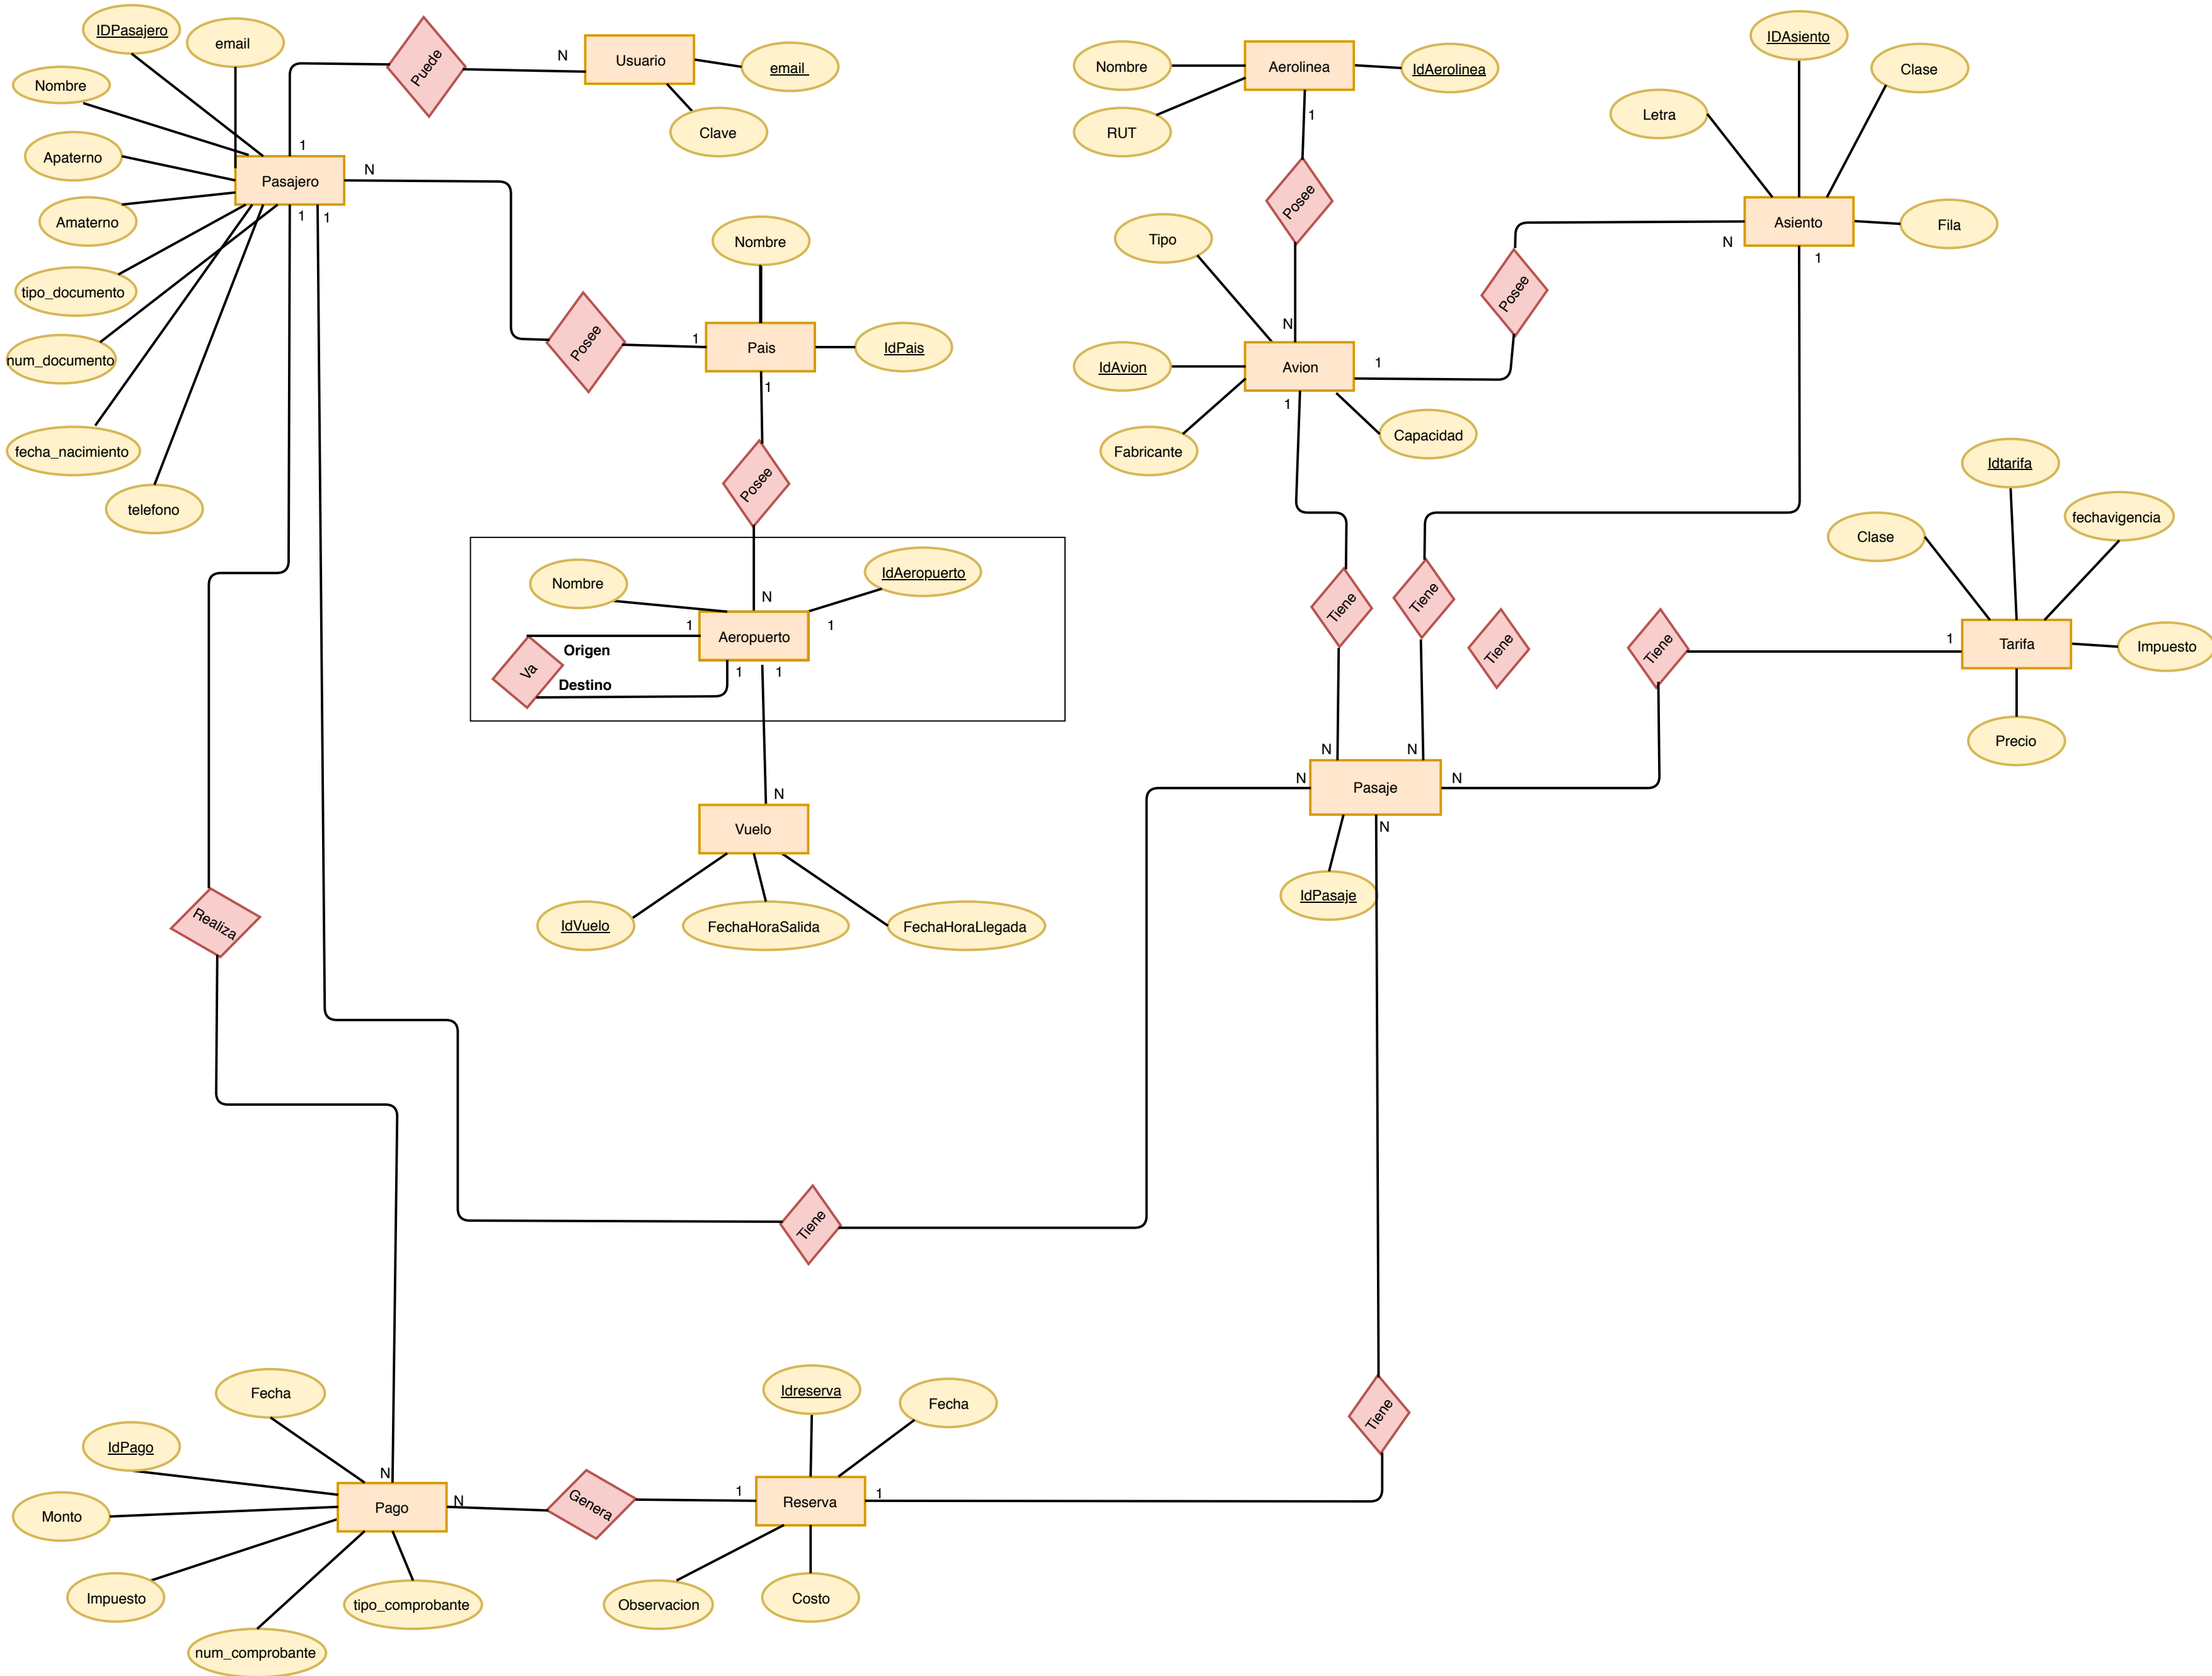 IDPasajero
email
Nombre
Apaterno
Amaterno
tipo_documento
num_documento
fecha_nacimiento
telefono
Pasajero
1
N
1
1
Puede
N
Usuario
email
Clave
Posee
1
Pais
Nombre
IdPais
1
Posee
N
Nombre
IdAeropuerto
1
Aeropuerto
1
Origen
Va
Destino
1
1
N
Vuelo
IdVuelo
FechaHoraSalida
FechaHoraLlegada
Nombre
RUT
Aerolinea
IdAerolinea
1
Posee
N
Tipo
IdAvion
Avion
Fabricante
Capacidad
1
1
Posee
N
IDAsiento
Letra
Clase
Asiento
Fila
1
Tiene
Tiene
Tiene
Tiene
Idtarifa
Clase
fechavigencia
1
Tarifa
Impuesto
Precio
N
N
N
N
Pasaje
N
IdPasaje
Realiza
Tiene
Tiene
Fecha
IdPago
Monto
Impuesto
num_comprobante
tipo_comprobante
N
Pago
N
Genera
1
Idreserva
Fecha
Reserva
1
Observacion
Costo